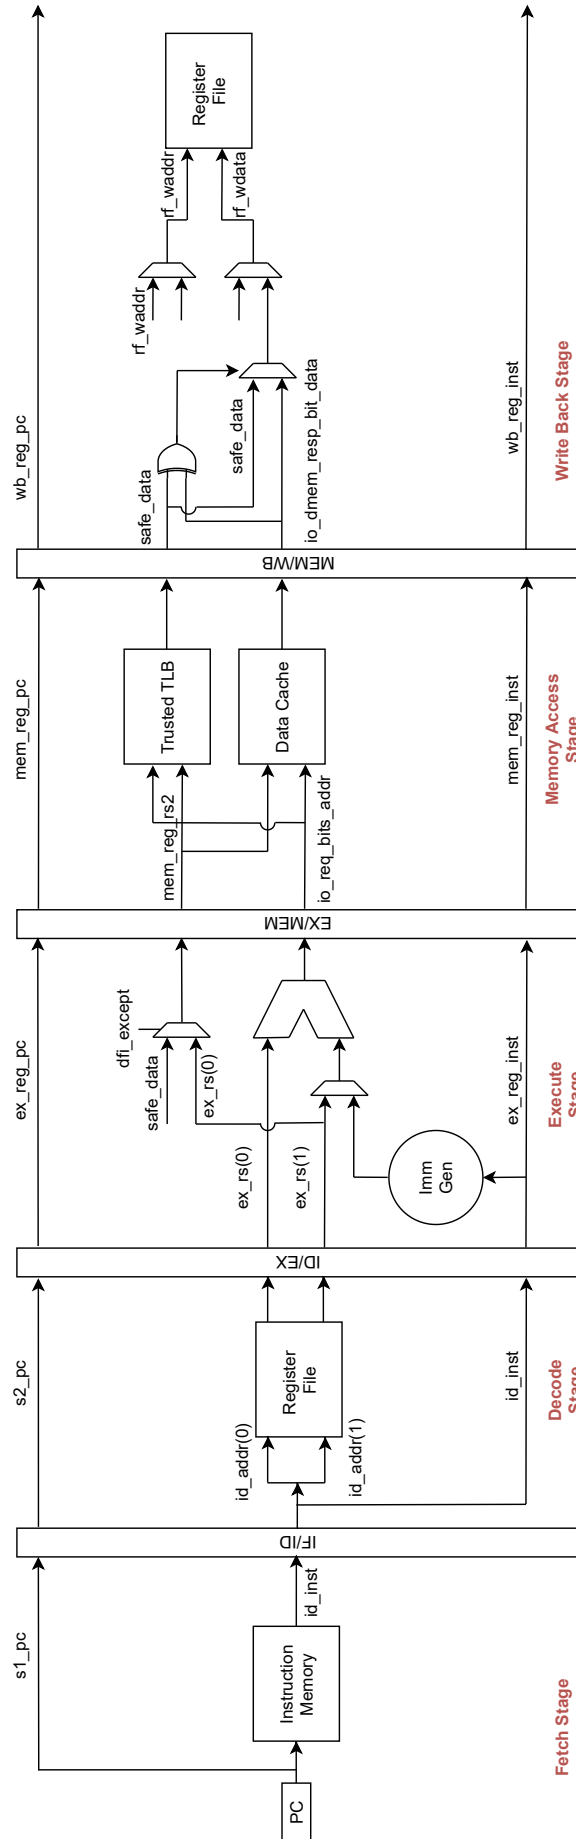 PC
Instruction
Memory
s1_pc
id_inst
Fetch Stage
IF/ID
s2_pc
id_addr(0)
id_addr(1)
Register
File
id_inst
Decode
Stage
ID/EX
ex_reg_pc
dfi_except
safe_data
ex_rs(0)
ex_rs(0)
ex_rs(1)
Imm
Gen
ex_reg_inst
Execute
Stage
EX/MEM
mem_reg_pc
mem_reg_rs2
io_req_bits_addr
Trusted TLB
Data Cache
mem_reg_inst
Memory Access
Stage
MEM/WB
wb_reg_pc
safe_data
safe_data
io_dmem_resp_bit_data
rf_waddr
rf_waddr
rf_wdata
Register
File
wb_reg_inst
Write Back Stage